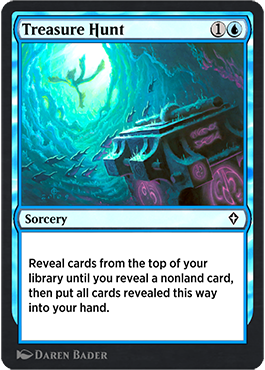 Treasure Hunt 1
Sorcery
Reveal cards from the top of your
library until you reveal a nonland card,
then put all cards revealed this way
into your hand.
DAREN BADER